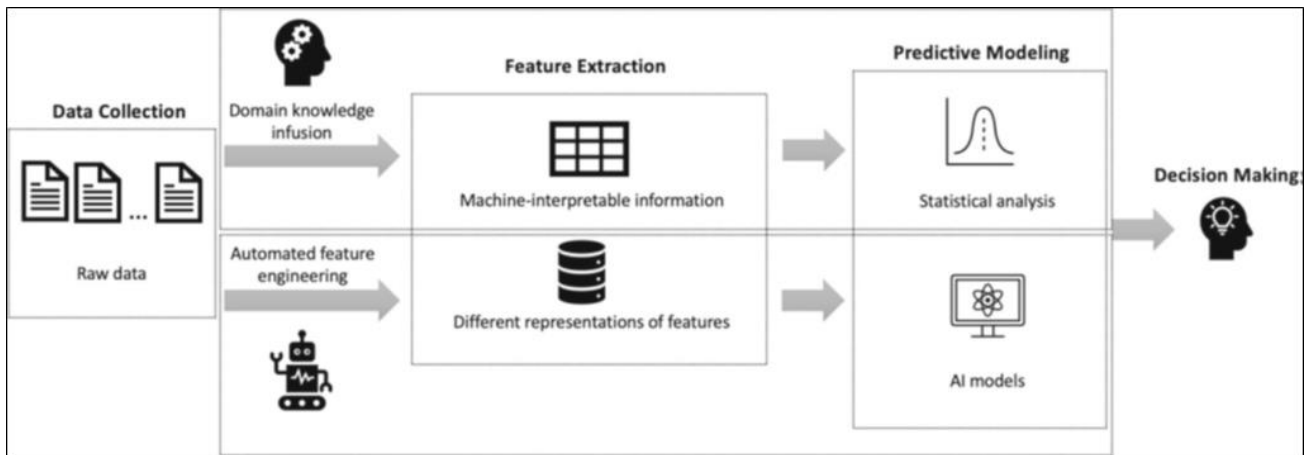 Data Collection
Raw data
Domain knowledge
infusion
Automated feature
engineering
Feature Extraction
Machine-interpretable information
Different representations of features
Predictive Modeling
Statistical analysis
AI models
Decision Making